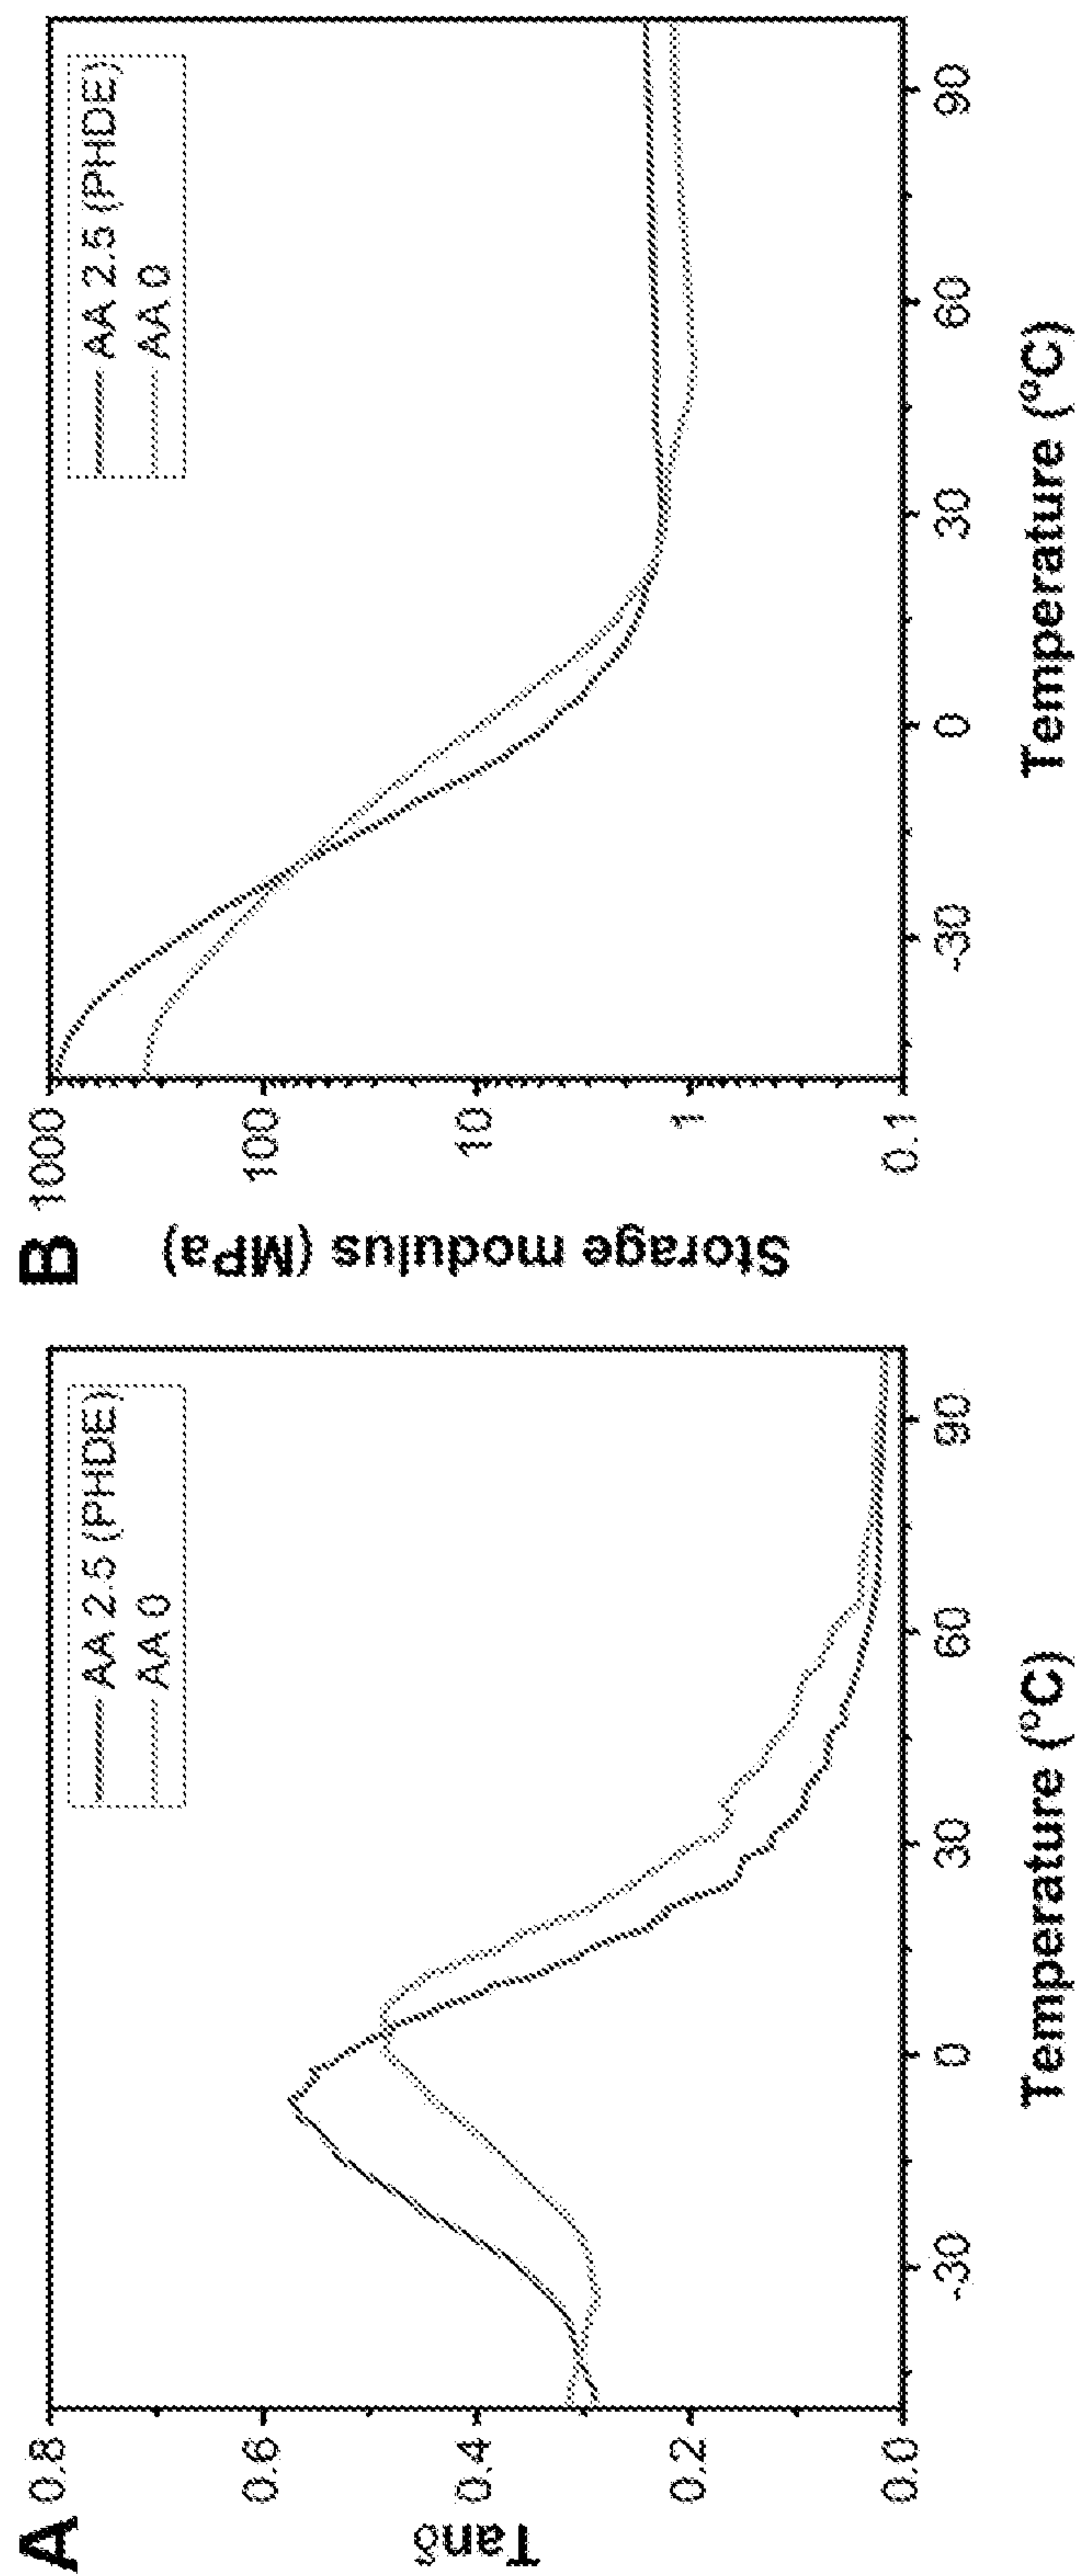 A
0.8
0.6
0.4
0.2
0.0
Tanδ
-30
0
30
60
90
Temperature (°C)
AA 2.5 (PHDE)
AA 0
B
1000
100
10
1
0.1
Storage modulus (MPa)
-30
0
30
60
90
Temperature (°C)
AA 2.5 (PHDE)
AA 0